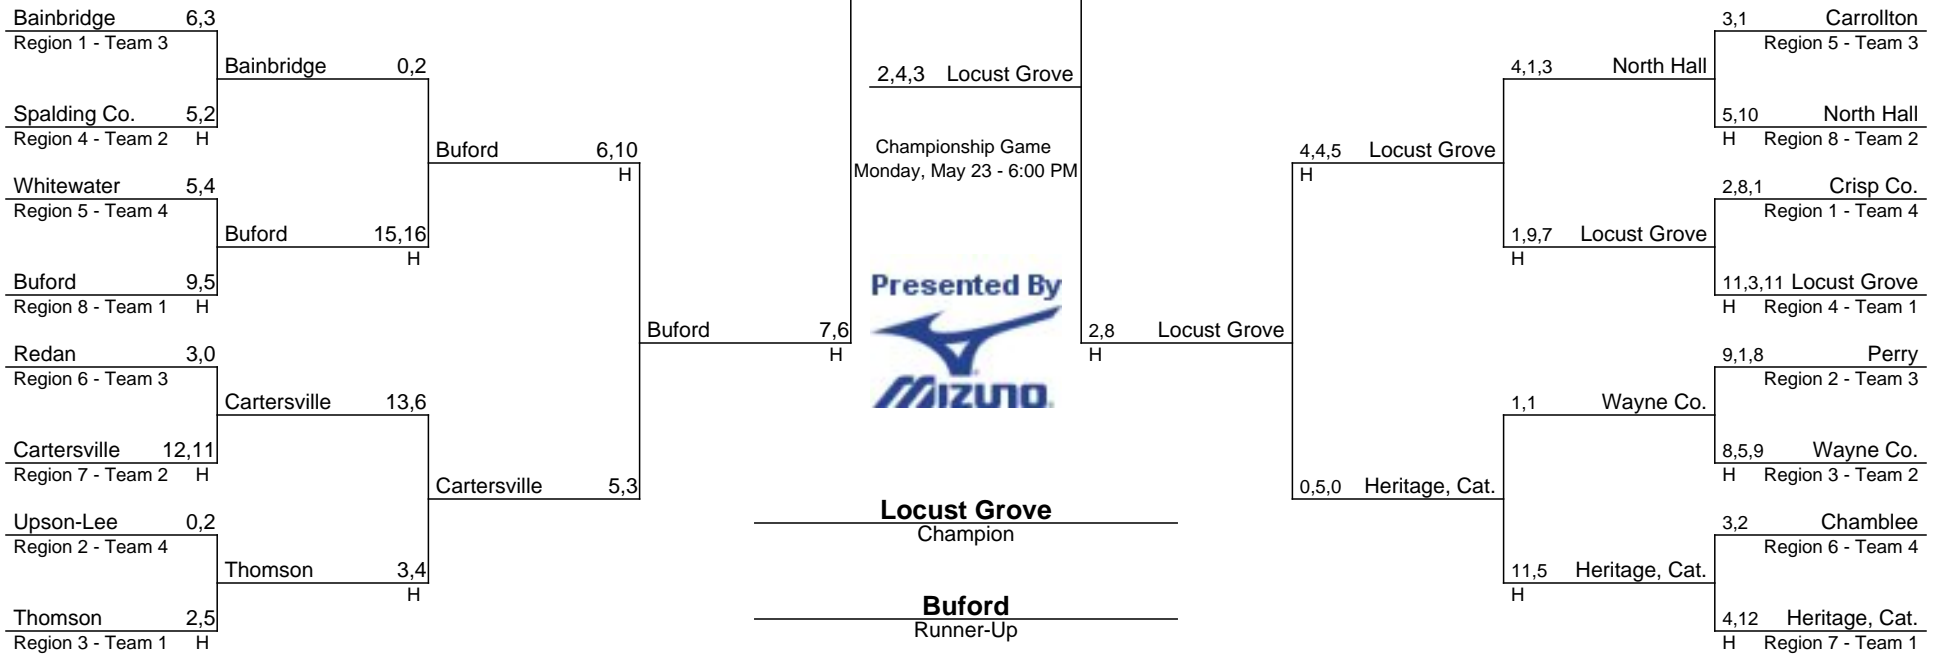 Bainbridge 6,3
Region 1 - Team 3
Bainbridge 0,2
Spalding Co. 5,2
Region 4 - Team 2 H
Buford 6,10
H
Whitewater 5,4
Region 5 - Team 4
Buford 15,16
H
Buford 9,5
Region 8 - Team 1 H
Buford 7,6
H
Redan 3,0
Region 6 - Team 3
Cartersville 13,6
Cartersville 12,11
Region 7 - Team 2 H
Cartersville 5,3
Upson-Lee 0,2
Region 2 - Team 4
Thomson 3,4
H
Thomson 2,5
Region 3 - Team 1 H
2,4,3 Locust Grove
Championship Game
Monday, May 23 - 6:00 PM
Presented By
MIZUNO
Locust Grove
Champion
Buford
Runner-Up
3,1 Carrollton
Region 5 - Team 3
4,1,3 North Hall
5,10 North Hall
H Region 8 - Team 2
4,4,5 Locust Grove
H
2,8,1 Crisp Co.
Region 1 - Team 4
1,9,7 Locust Grove
H
11,3,11 Locust Grove
H Region 4 - Team 1
2,8 Locust Grove
H
9,1,8 Perry
Region 2 - Team 3
1,1 Wayne Co.
8,5,9 Wayne Co.
H Region 3 - Team 2
0,5,0 Heritage, Cat.
3,2 Chamblee
Region 6 - Team 4
11,5 Heritage, Cat.
H
4,12 Heritage, Cat.
H Region 7 - Team 1